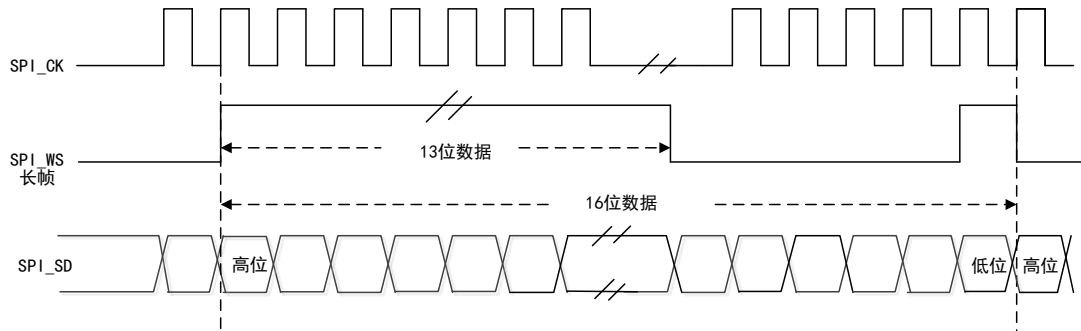 SPI_CK
SPI_WS
长帧
13位数据
16位数据
SPI_SD
高位
低位
高位